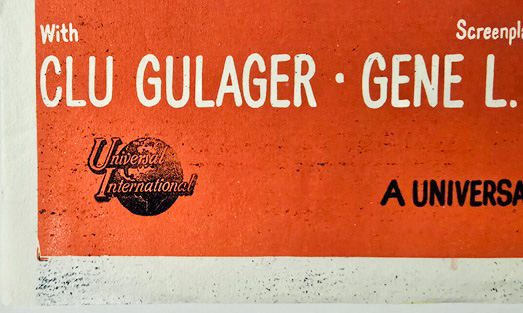 With
Screenpla
CLU GULAGER · GENE L.
Universal
International
A UNIVERSA